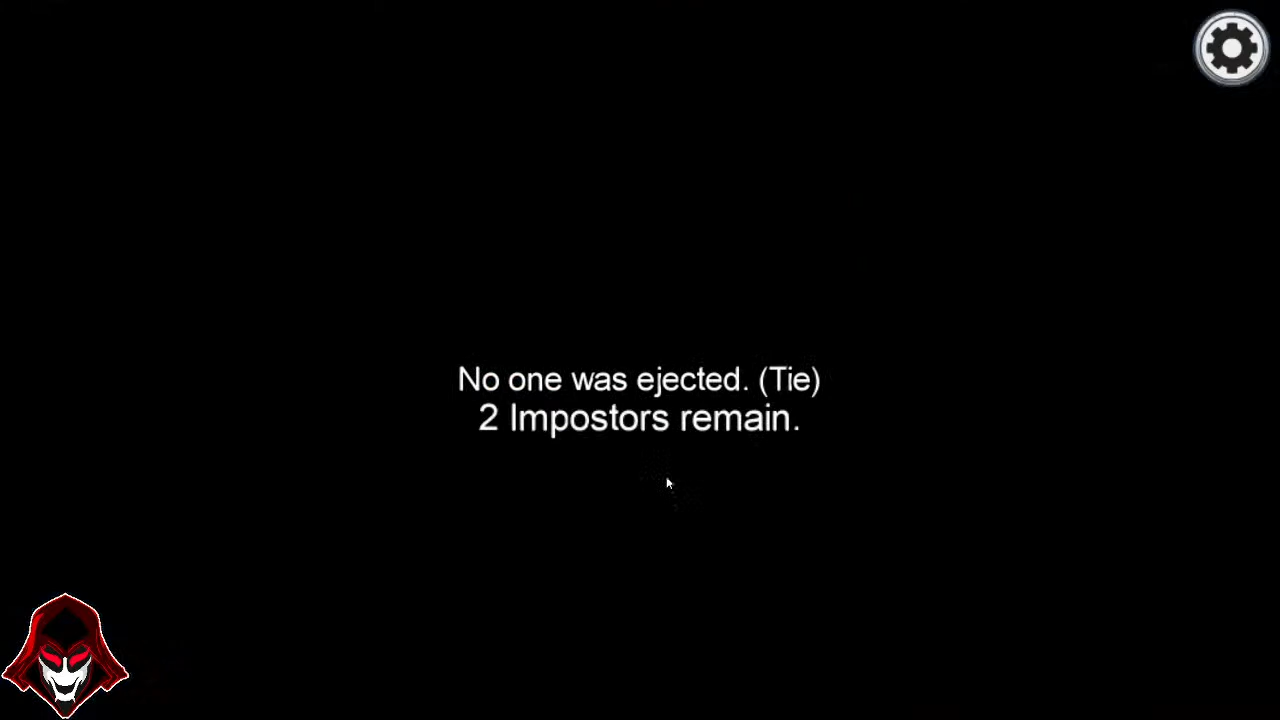 No one was ejected. (Tie)
2 Impostors remain.